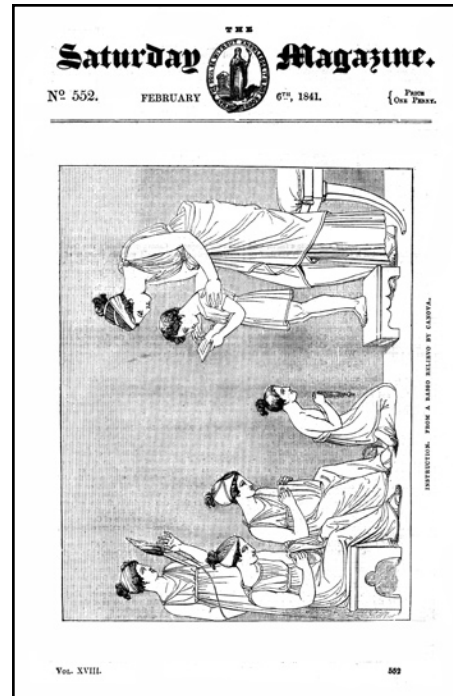 THE
Saturday Magazine.
Nº 552. FEBRUARY 6TH, 1841. {PRICE
ONE PENNY.
INSTRUCTION. FROM A BASSO RELIEVO BY CANOVA.
VOL. XVIII. 552